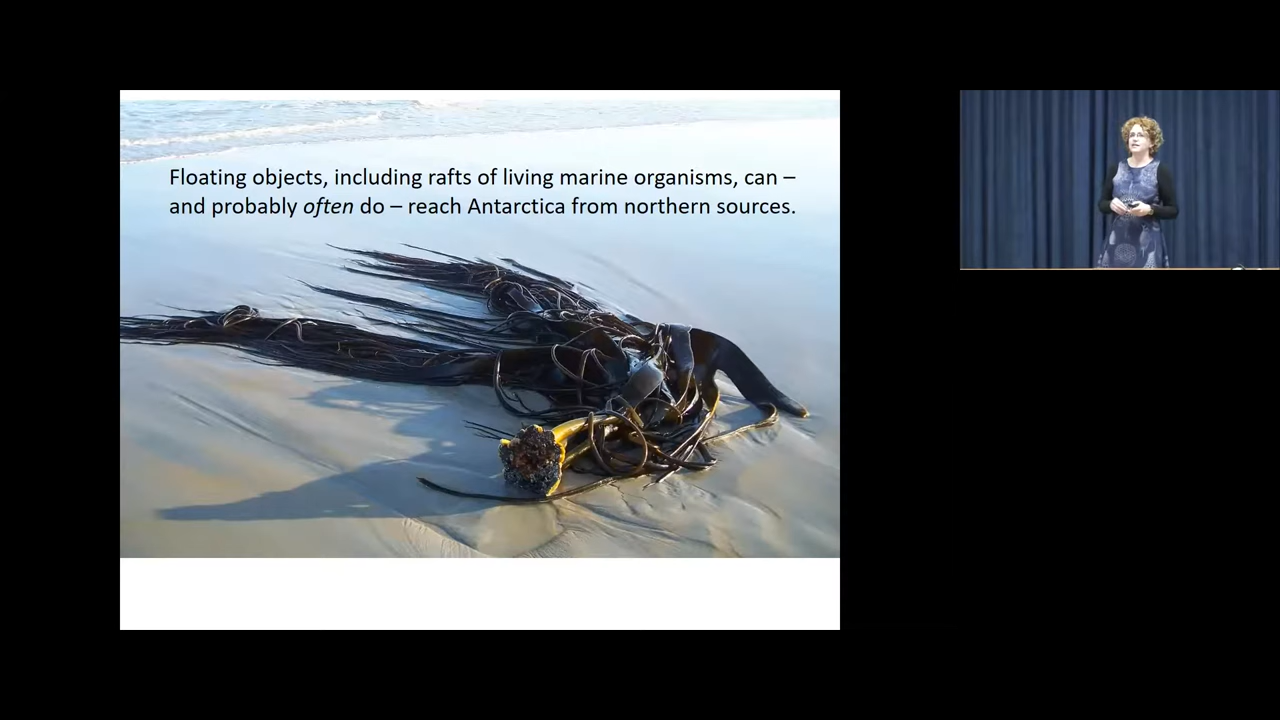 Floating objects, including rafts of living marine organisms, can –
and probably often do – reach Antarctica from northern sources.